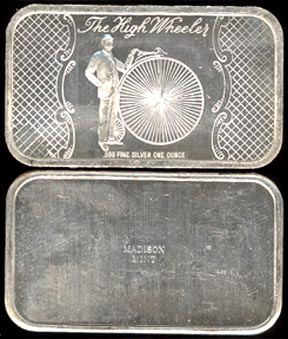 The High Wheeler
.999 FINE SILVER ONE OUNCE
MADISON
MINT